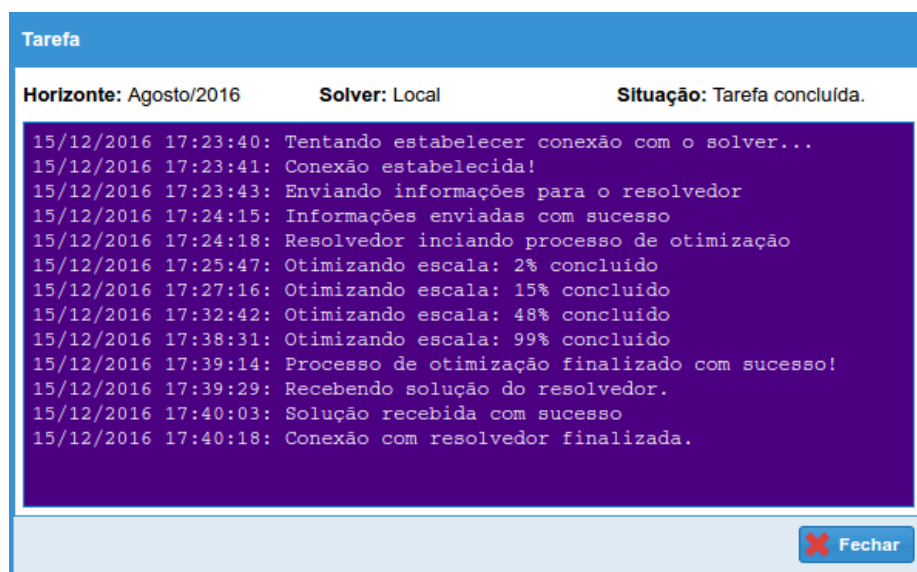 Tarefa
Horizonte: Agosto/2016 Solver: Local Situação: Tarefa concluída.
15/12/2016 17:23:40: Tentando estabelecer conexão com o solver...
15/12/2016 17:23:41: Conexão estabelecida!
15/12/2016 17:23:43: Enviando informações para o resolvedor
15/12/2016 17:24:15: Informações enviadas com sucesso
15/12/2016 17:24:18: Resolvedor inciando processo de otimização
15/12/2016 17:25:47: Otimizando escala: 2% concluído
15/12/2016 17:27:16: Otimizando escala: 15% concluído
15/12/2016 17:32:42: Otimizando escala: 48% concluído
15/12/2016 17:38:31: Otimizando escala: 99% concluído
15/12/2016 17:39:14: Processo de otimização finalizado com sucesso!
15/12/2016 17:39:29: Recebendo solução do resolvedor.
15/12/2016 17:40:03: Solução recebida com sucesso
15/12/2016 17:40:18: Conexão com resolvedor finalizada.
Fechar